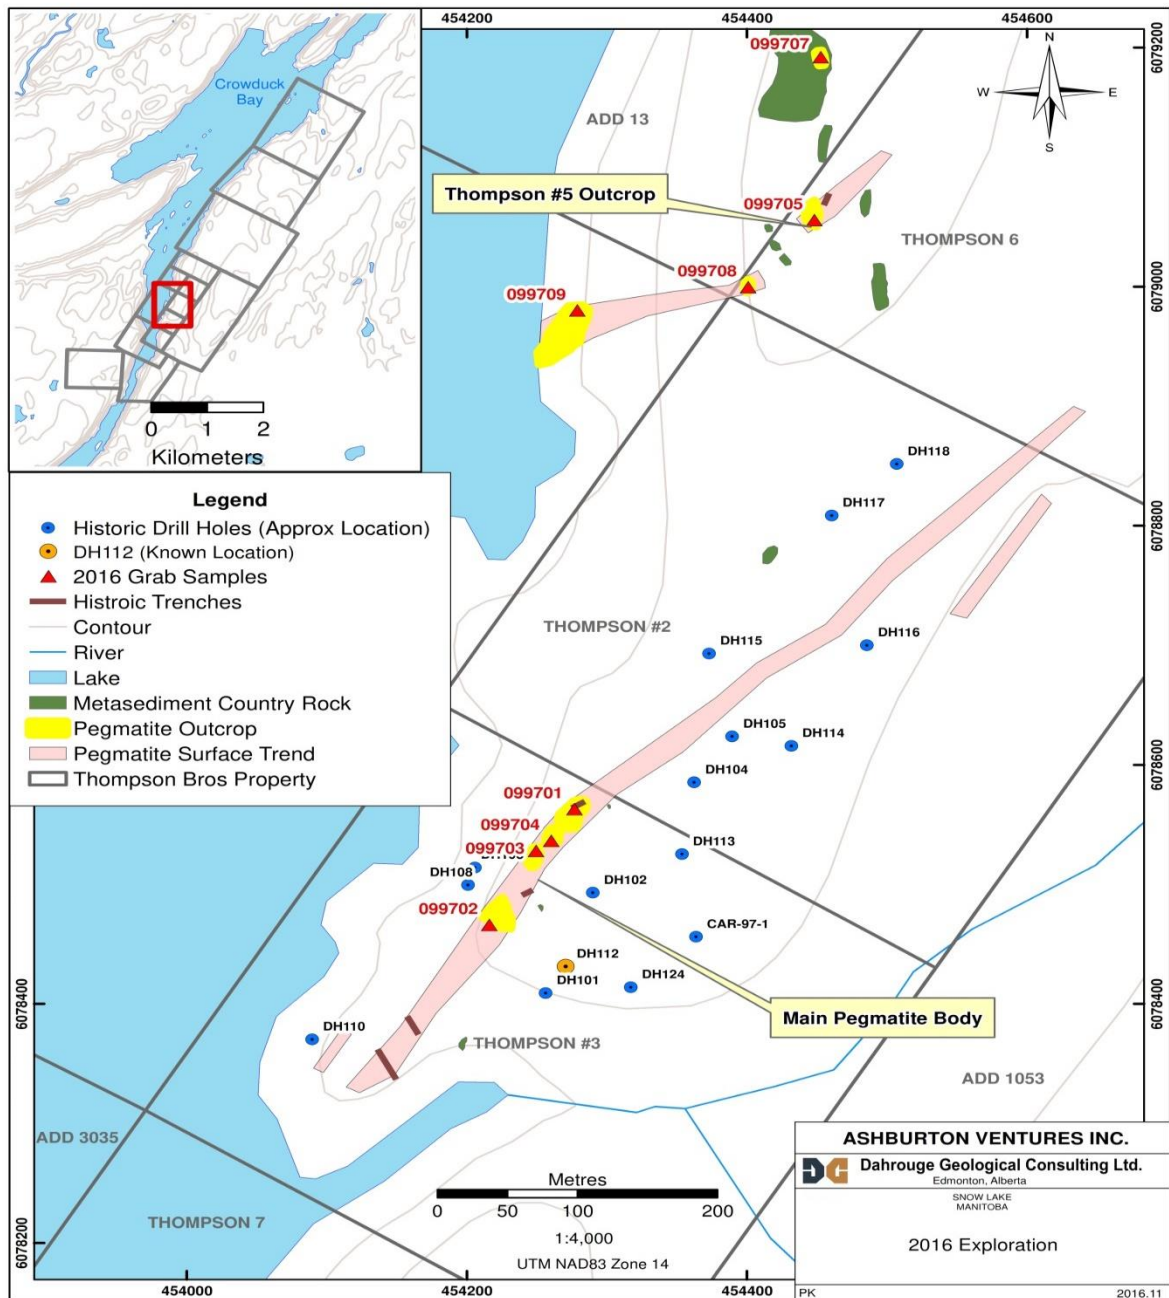 454200
454400
454600
6079200
099707
N
W
E
S
Crowduck
Bay
ADD 13
Thompson #5 Outcrop
099705
THOMPSON 6
099708
6079000
099709
0
1
2
Kilometers
Legend
Historic Drill Holes (Approx Location)
DH112 (Known Location)
2016 Grab Samples
Histroic Trenches
Contour
River
Lake
Metasediment Country Rock
Pegmatite Outcrop
Pegmatite Surface Trend
Thompson Bros Property
DH118
DH117
6078800
THOMPSON #2
DH115
DH116
DH105
DH114
DH104
6078600
099701
099704
099703
DH113
DH108
DH102
099702
CAR-97-1
DH112
DH101
DH124
6078400
6078400
Main Pegmatite Body
DH110
THOMPSON #3
ADD 1053
ADD 3035
THOMPSON 7
6078200
Metres
0
50
100
200
1:4,000
UTM NAD83 Zone 14
ASHBURTON VENTURES INC.
Dahrouge Geological Consulting Ltd.
Edmonton, Alberta
SNOW LAKE
MANITOBA
2016 Exploration
PK
2016.11
454000
454200
454400